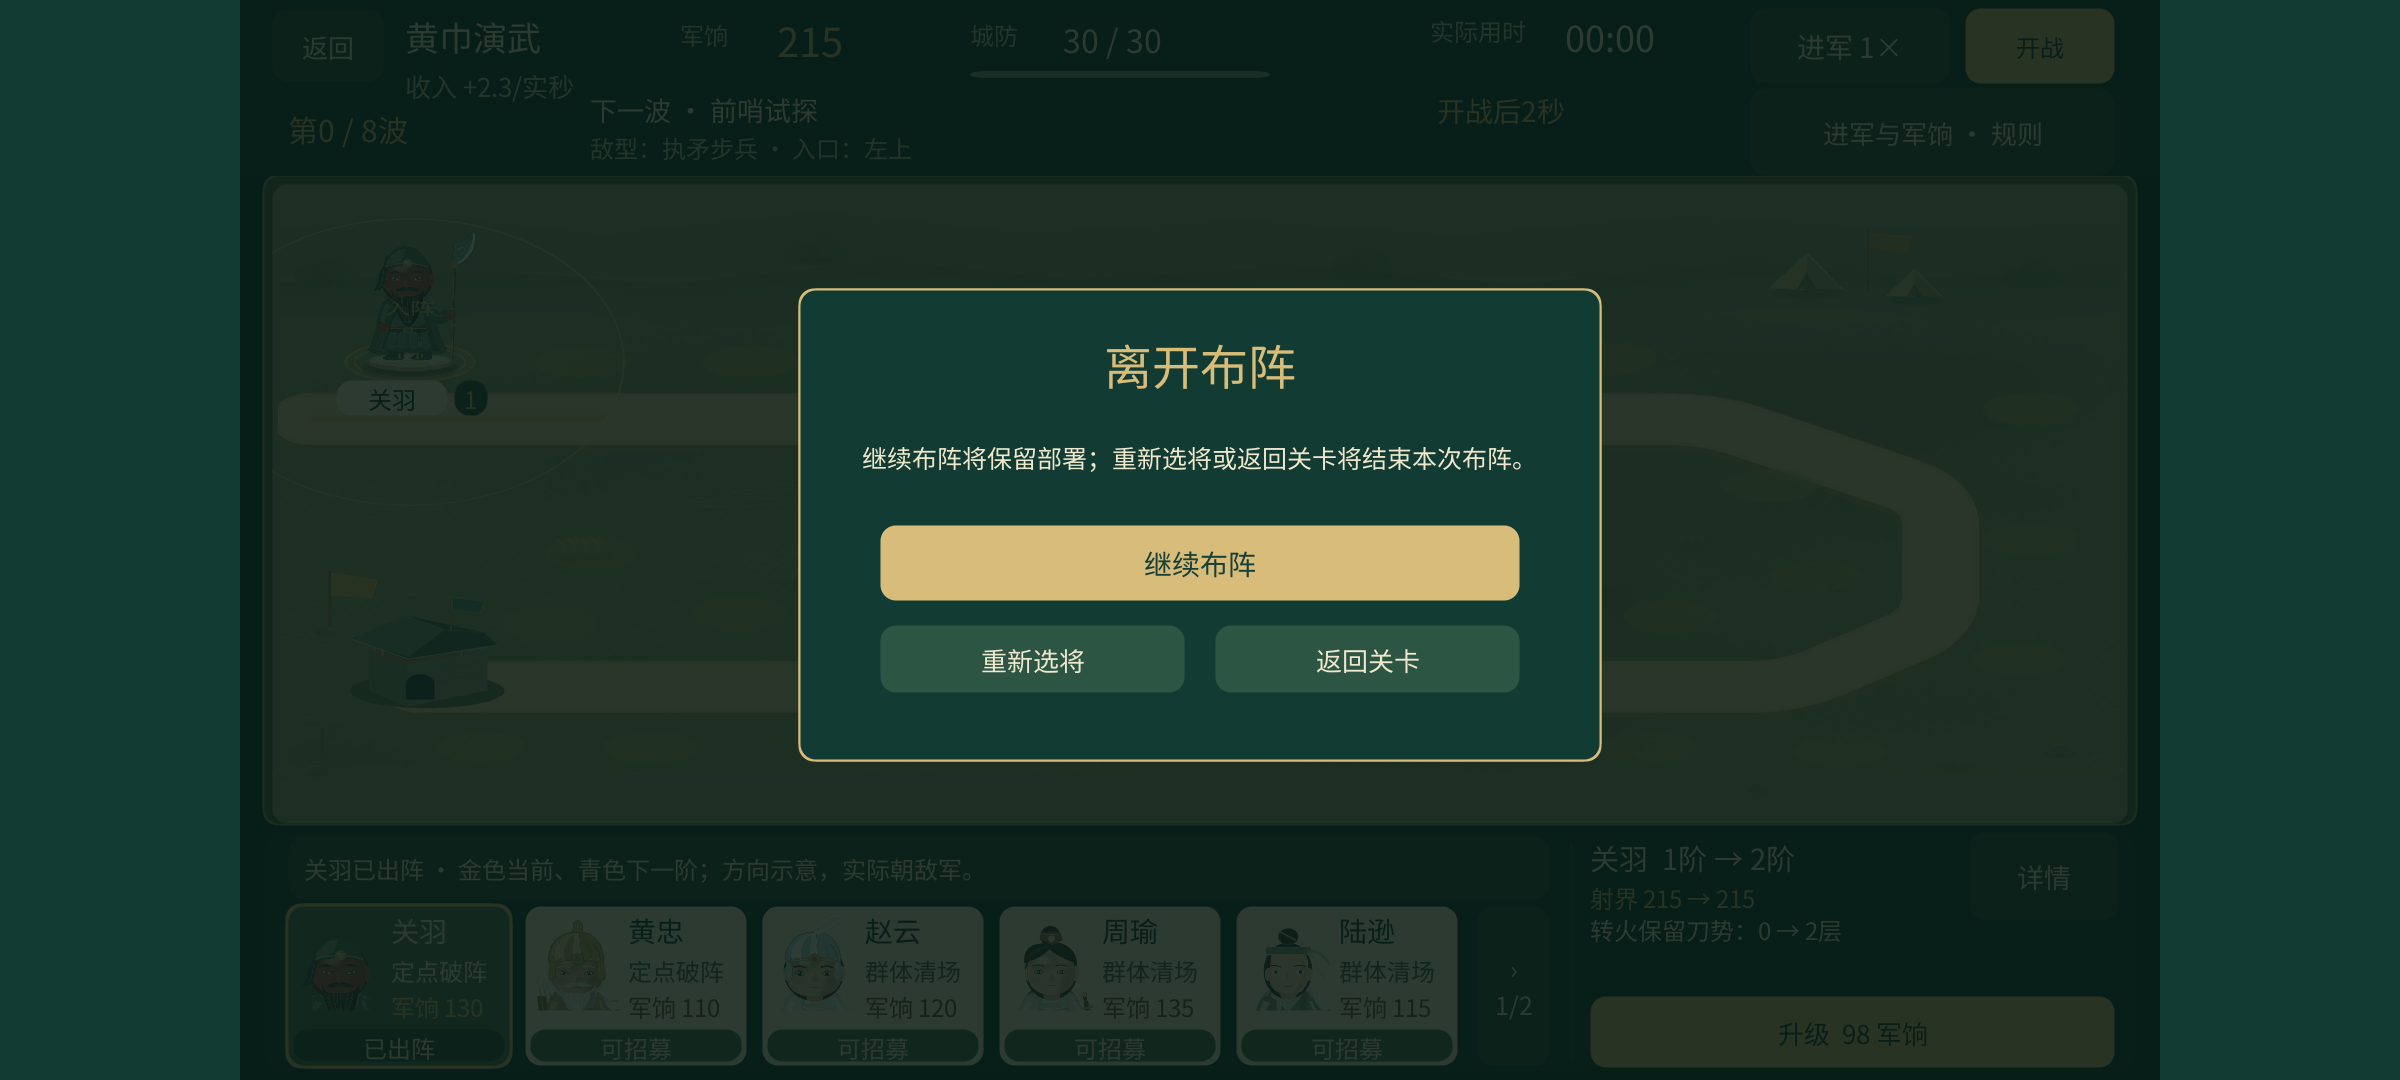 返回
黄巾演武
收入 +2.3/实秒
军饷
215
城防
30 / 30
实际用时
00:00
进军 1×
开战
第0 / 8波
下一波 · 前哨试探
敌型：执矛步兵 · 入口：左上
开战后2秒
进军与军饷 · 规则
入阵
关羽
1
离开布阵
继续布阵将保留部署；重新选将或返回关卡将结束本次布阵。
继续布阵
重新选将
返回关卡
关羽已出阵 · 金色当前、青色下一阶；方向示意，实际朝敌军。
关羽
定点破阵
军饷 130
已出阵
黄忠
定点破阵
军饷 110
可招募
赵云
群体清场
军饷 120
可招募
周瑜
群体清场
军饷 135
可招募
陆逊
群体清场
军饷 115
可招募
›
1/2
关羽 1阶→2阶
射界 215→215
转火保留刀势：0→2层
详情
升级 98 军饷